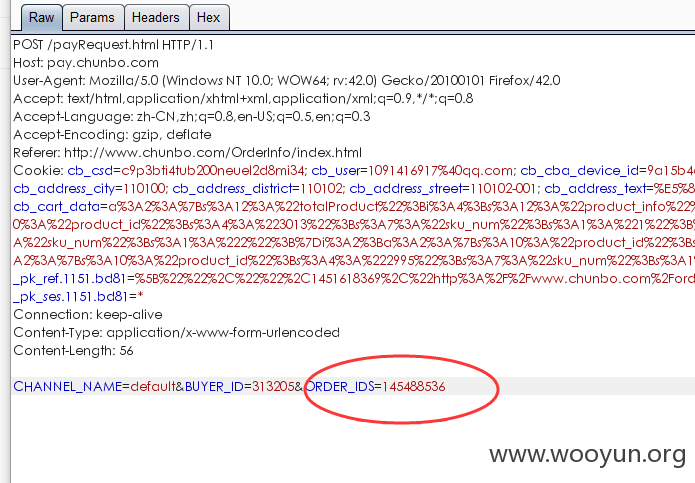 Raw Params Headers Hex
POST /payRequest.html HTTP/1.1
Host: pay.chunbo.com
User-Agent: Mozilla/5.0 (Windows NT 10.0; WOW64; rv:42.0) Gecko/20100101 Firefox/42.0
Accept: text/html,application/xhtml+xml,application/xml;q=0.9,*/*;q=0.8
Accept-Language: zh-CN,zh;q=0.8,en-US;q=0.5,en;q=0.3
Accept-Encoding: gzip, deflate
Referer: http://www.chunbo.com/OrderInfo/index.html
Cookie: cb_csd=c9p3bti4tub200neuel2d8mi34; cb_user=1091416917%40qq.com; cb_cba_device_id=9a15b4
cb_address_city=110100; cb_address_district=110102; cb_address_street=110102-001; cb_address_text=%E5%8
cb_cart_data=a%3A2%3A%7Bs%3A12%3A%22totalProduct%22%3Bi%3A4%3Bs%3A12%3A%22product_info%22%
0%3A%22product_id%22%3Bs%3A4%3A%223013%22%3Bs%3A7%3A%22sku_num%22%3Bs%3A1%3A%221%22%3B%
A%22sku_num%22%3Bs%3A1%3A%222%22%3B%7Di%3A2%3Ba%3A2%3A%7Bs%3A10%3A%22product_id%22%3Bs
A2%3A%7Bs%3A10%3A%22product_id%22%3Bs%3A4%3A%222995%22%3Bs%3A7%3A%22sku_num%22%3Bs%3A1%
_pk_ref.1151.bd81=%5B%22%22%2C%22%22%2C1451618369%2C%22http%3A%2F%2Fwww.chunbo.com%2Ford
_pk_ses.1151.bd81=*
Connection: keep-alive
Content-Type: application/x-www-form-urlencoded
Content-Length: 56
CHANNEL_NAME=default&BUYER_ID=313205&ORDER_IDS=145488536
www.wooyun.org